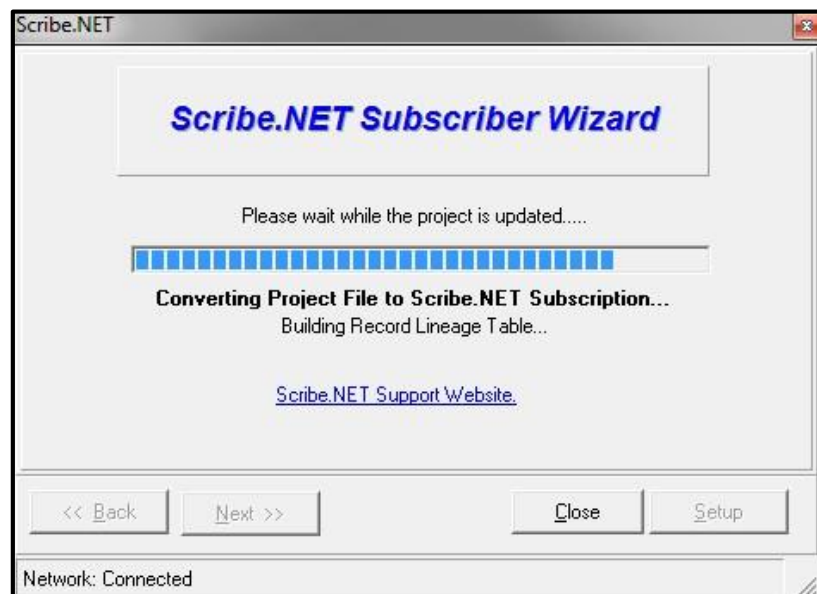 Scribe.NET
Scribe.NET Subscriber Wizard
Please wait while the project is updated.....
Converting Project File to Scribe.NET Subscription...
Building Record Lineage Table...
Scribe.NET Support Website.
<< Back
Next >>
Close
Setup
Network: Connected